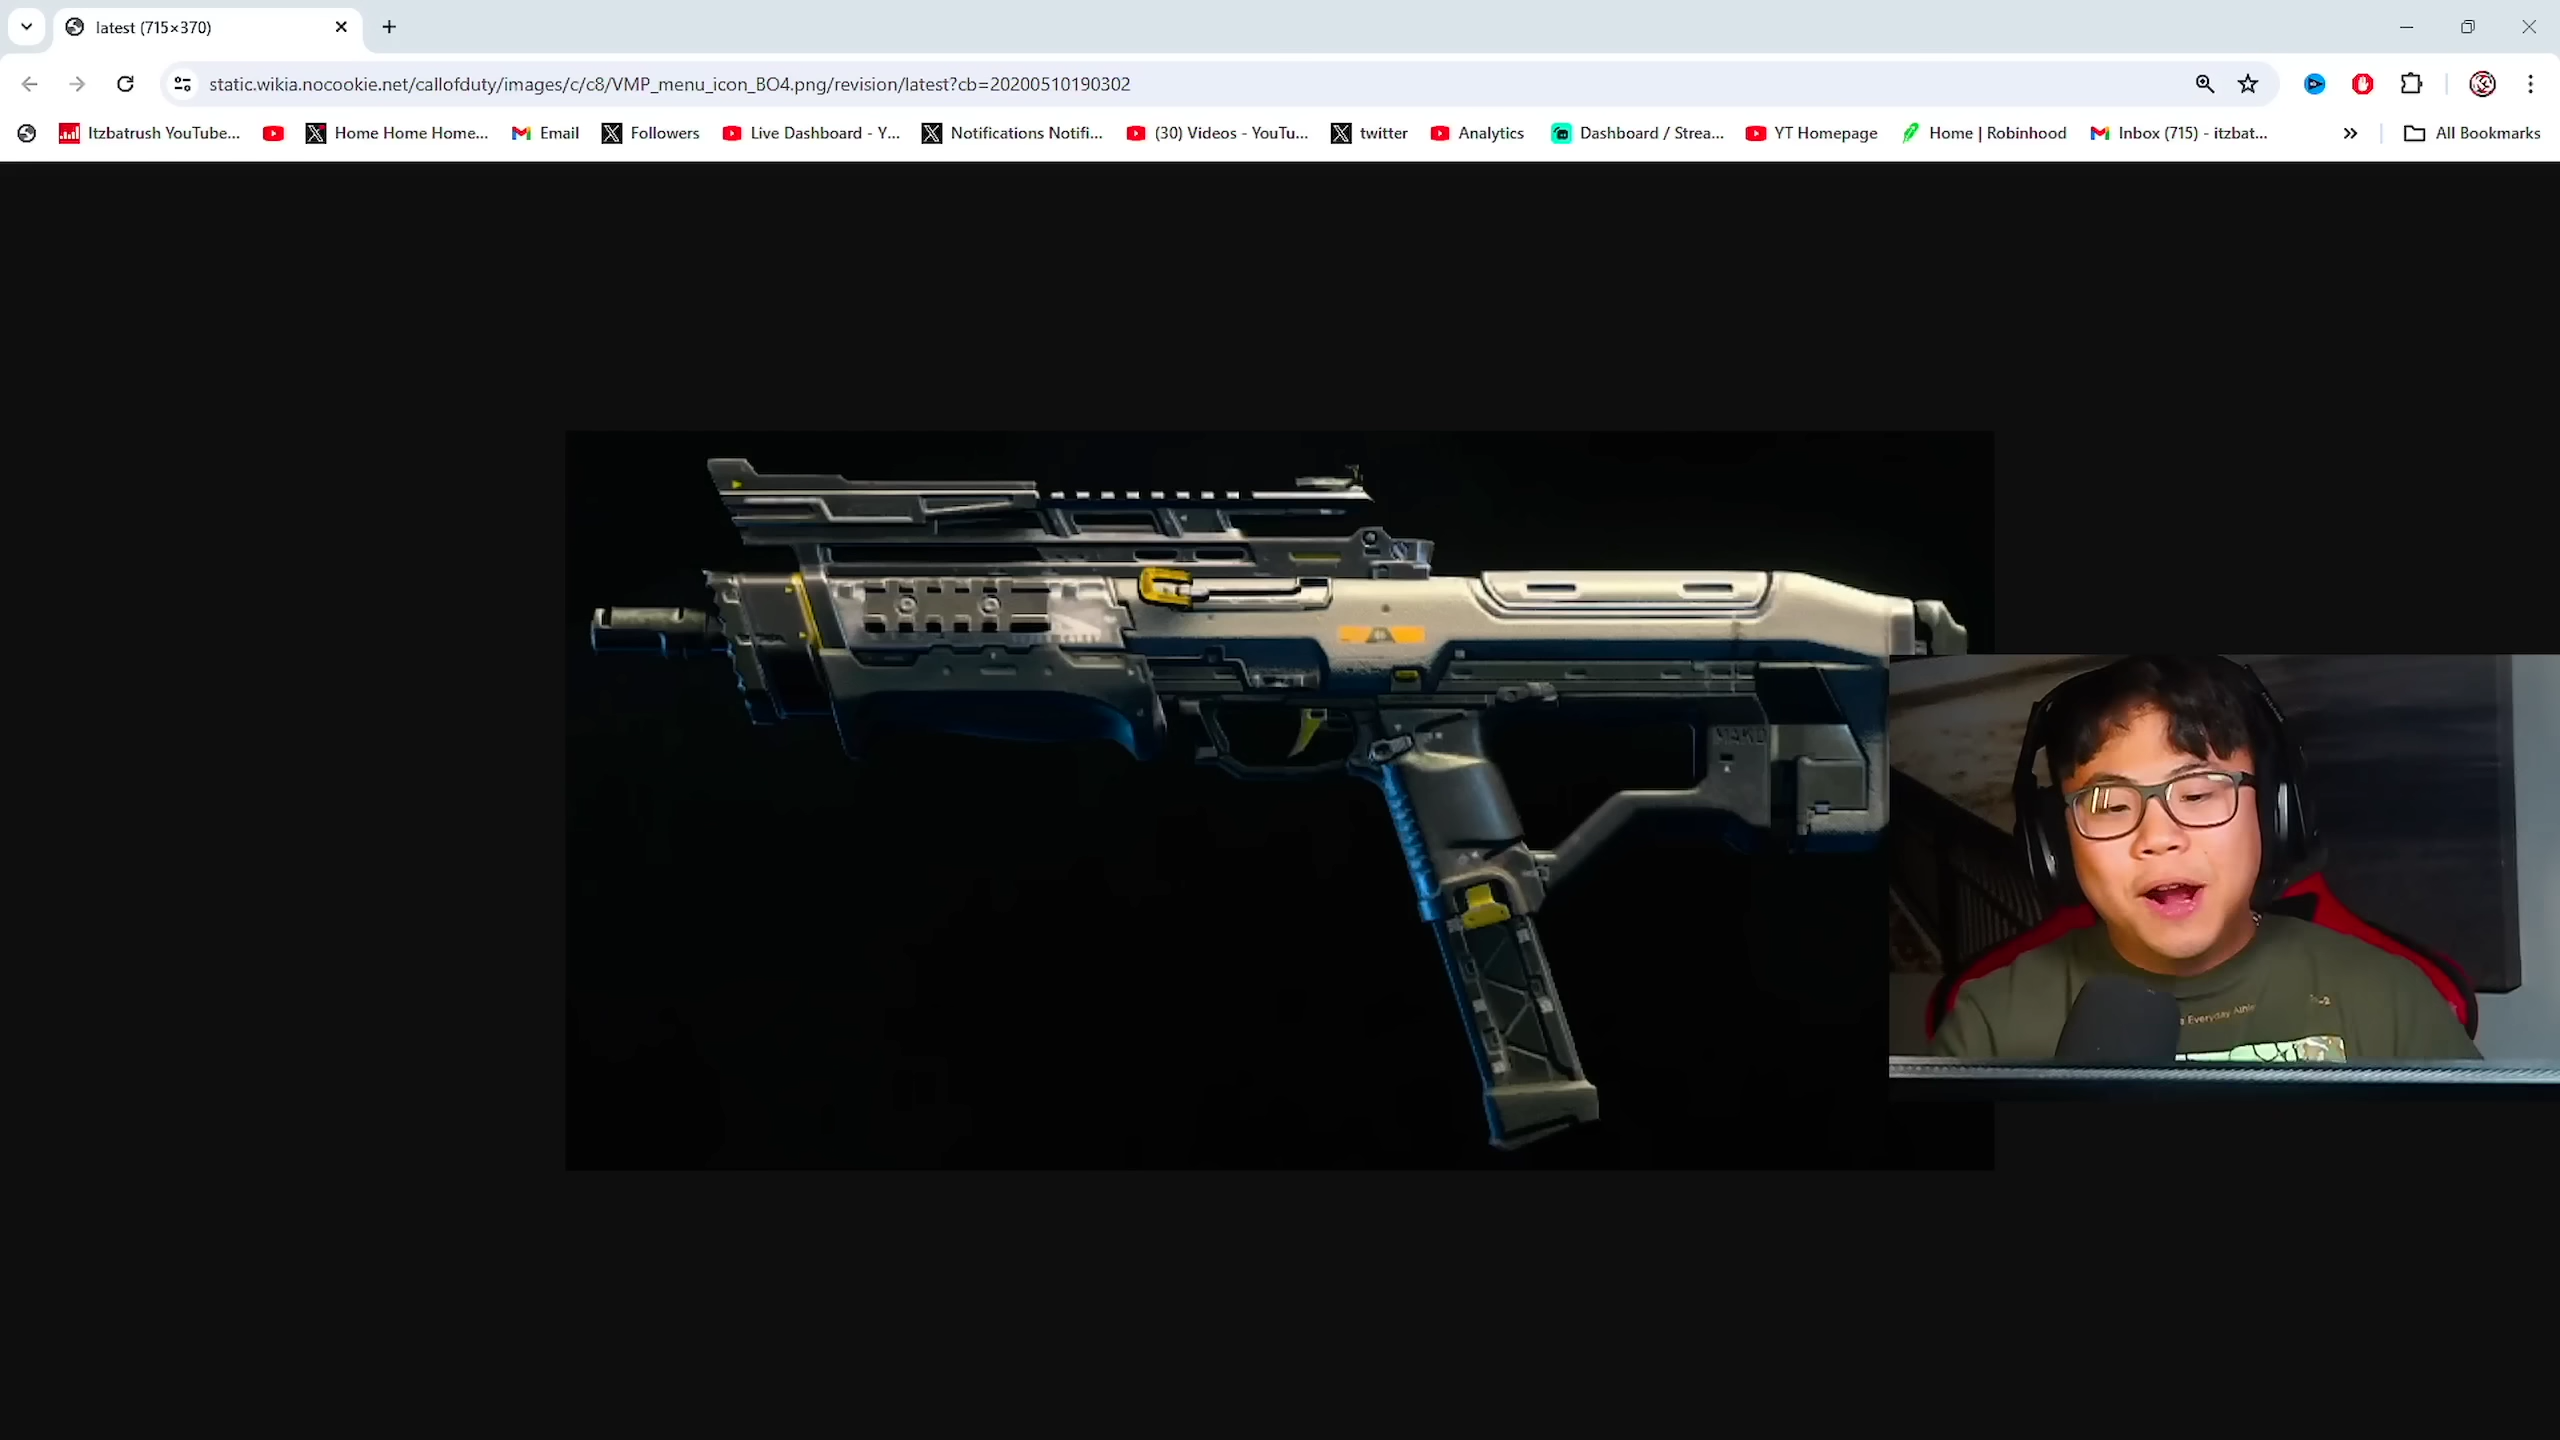 latest (715×370)
static.wikia.nocookie.net/callofduty/images/c/c8/VMP_menu_icon_BO4.png/revision/latest?cb=20200510190302
Itzbatrush YouTube... Home Home Home... Email Followers Live Dashboard - Y... Notifications Notifi... (30) Videos - YouTu... twitter Analytics Dashboard / Strea... YT Homepage Home | Robinhood Inbox (715) - itzbat... » All Bookmarks
MAKO
Everyday